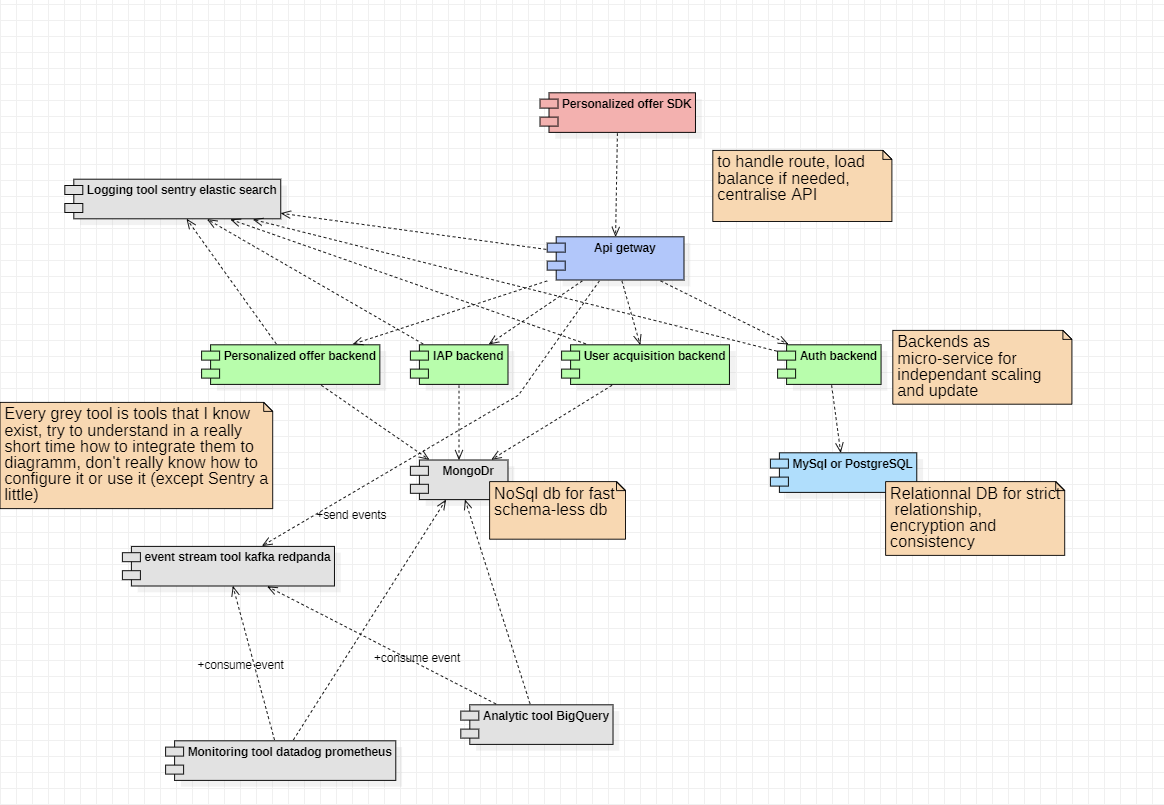 Personalized offer SDK
to handle route, load
balance if needed,
centralise API
Logging tool sentry elastic search
Api getway
Personalized offer backend
IAP backend
User acquisition backend
Auth backend
Backends as
micro-service for
independant scaling
and update
Every grey tool is tools that I know
exist, try to understand in a really
short time how to integrate them to
diagramm, don't really know how to
configure it or use it (except Sentry a
little)
MongoDr
MySql or PostgreSQL
NoSql db for fast
schema-less db
Relationnal DB for strict
relationship,
encryption and
consistency
+send events
event stream tool kafka redpanda
+consume event
+consume event
Analytic tool BigQuery
Monitoring tool datadog prometheus